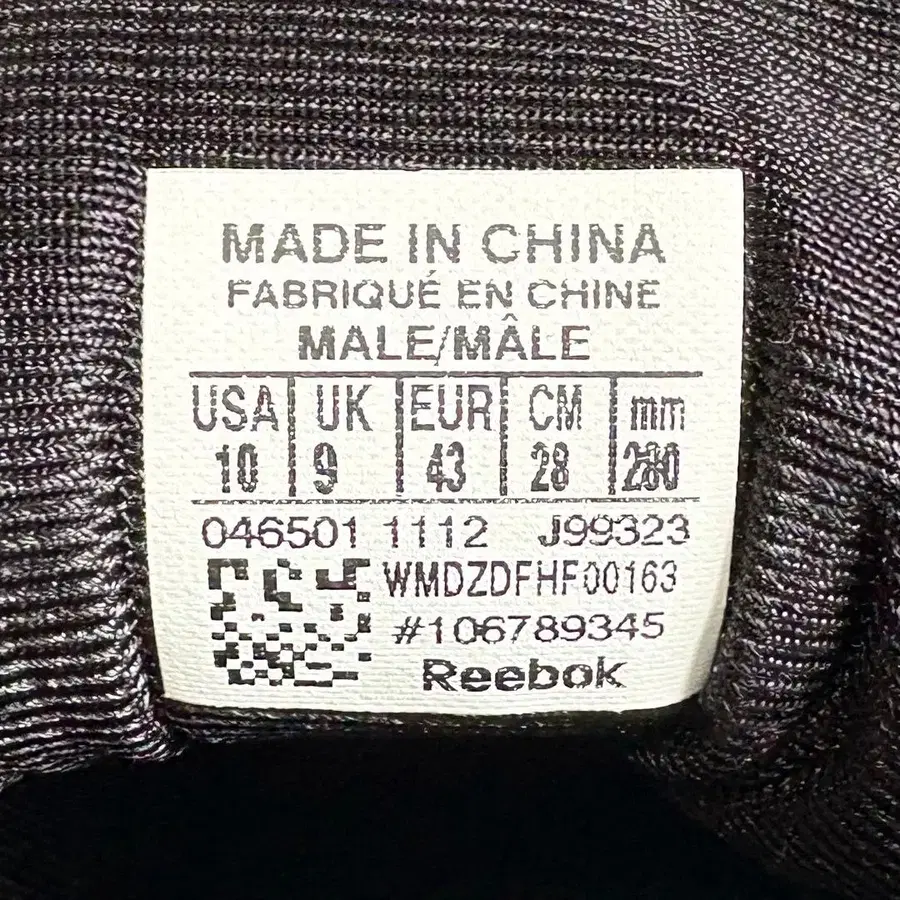 MADE IN CHINA
FABRIQUÉ EN CHINE
MALE/MÂLE
USA UK EUR CM mm
10 9 43 28 280
046501 1112 J99323
WMDZDFHF00163
#106789345
Reebok